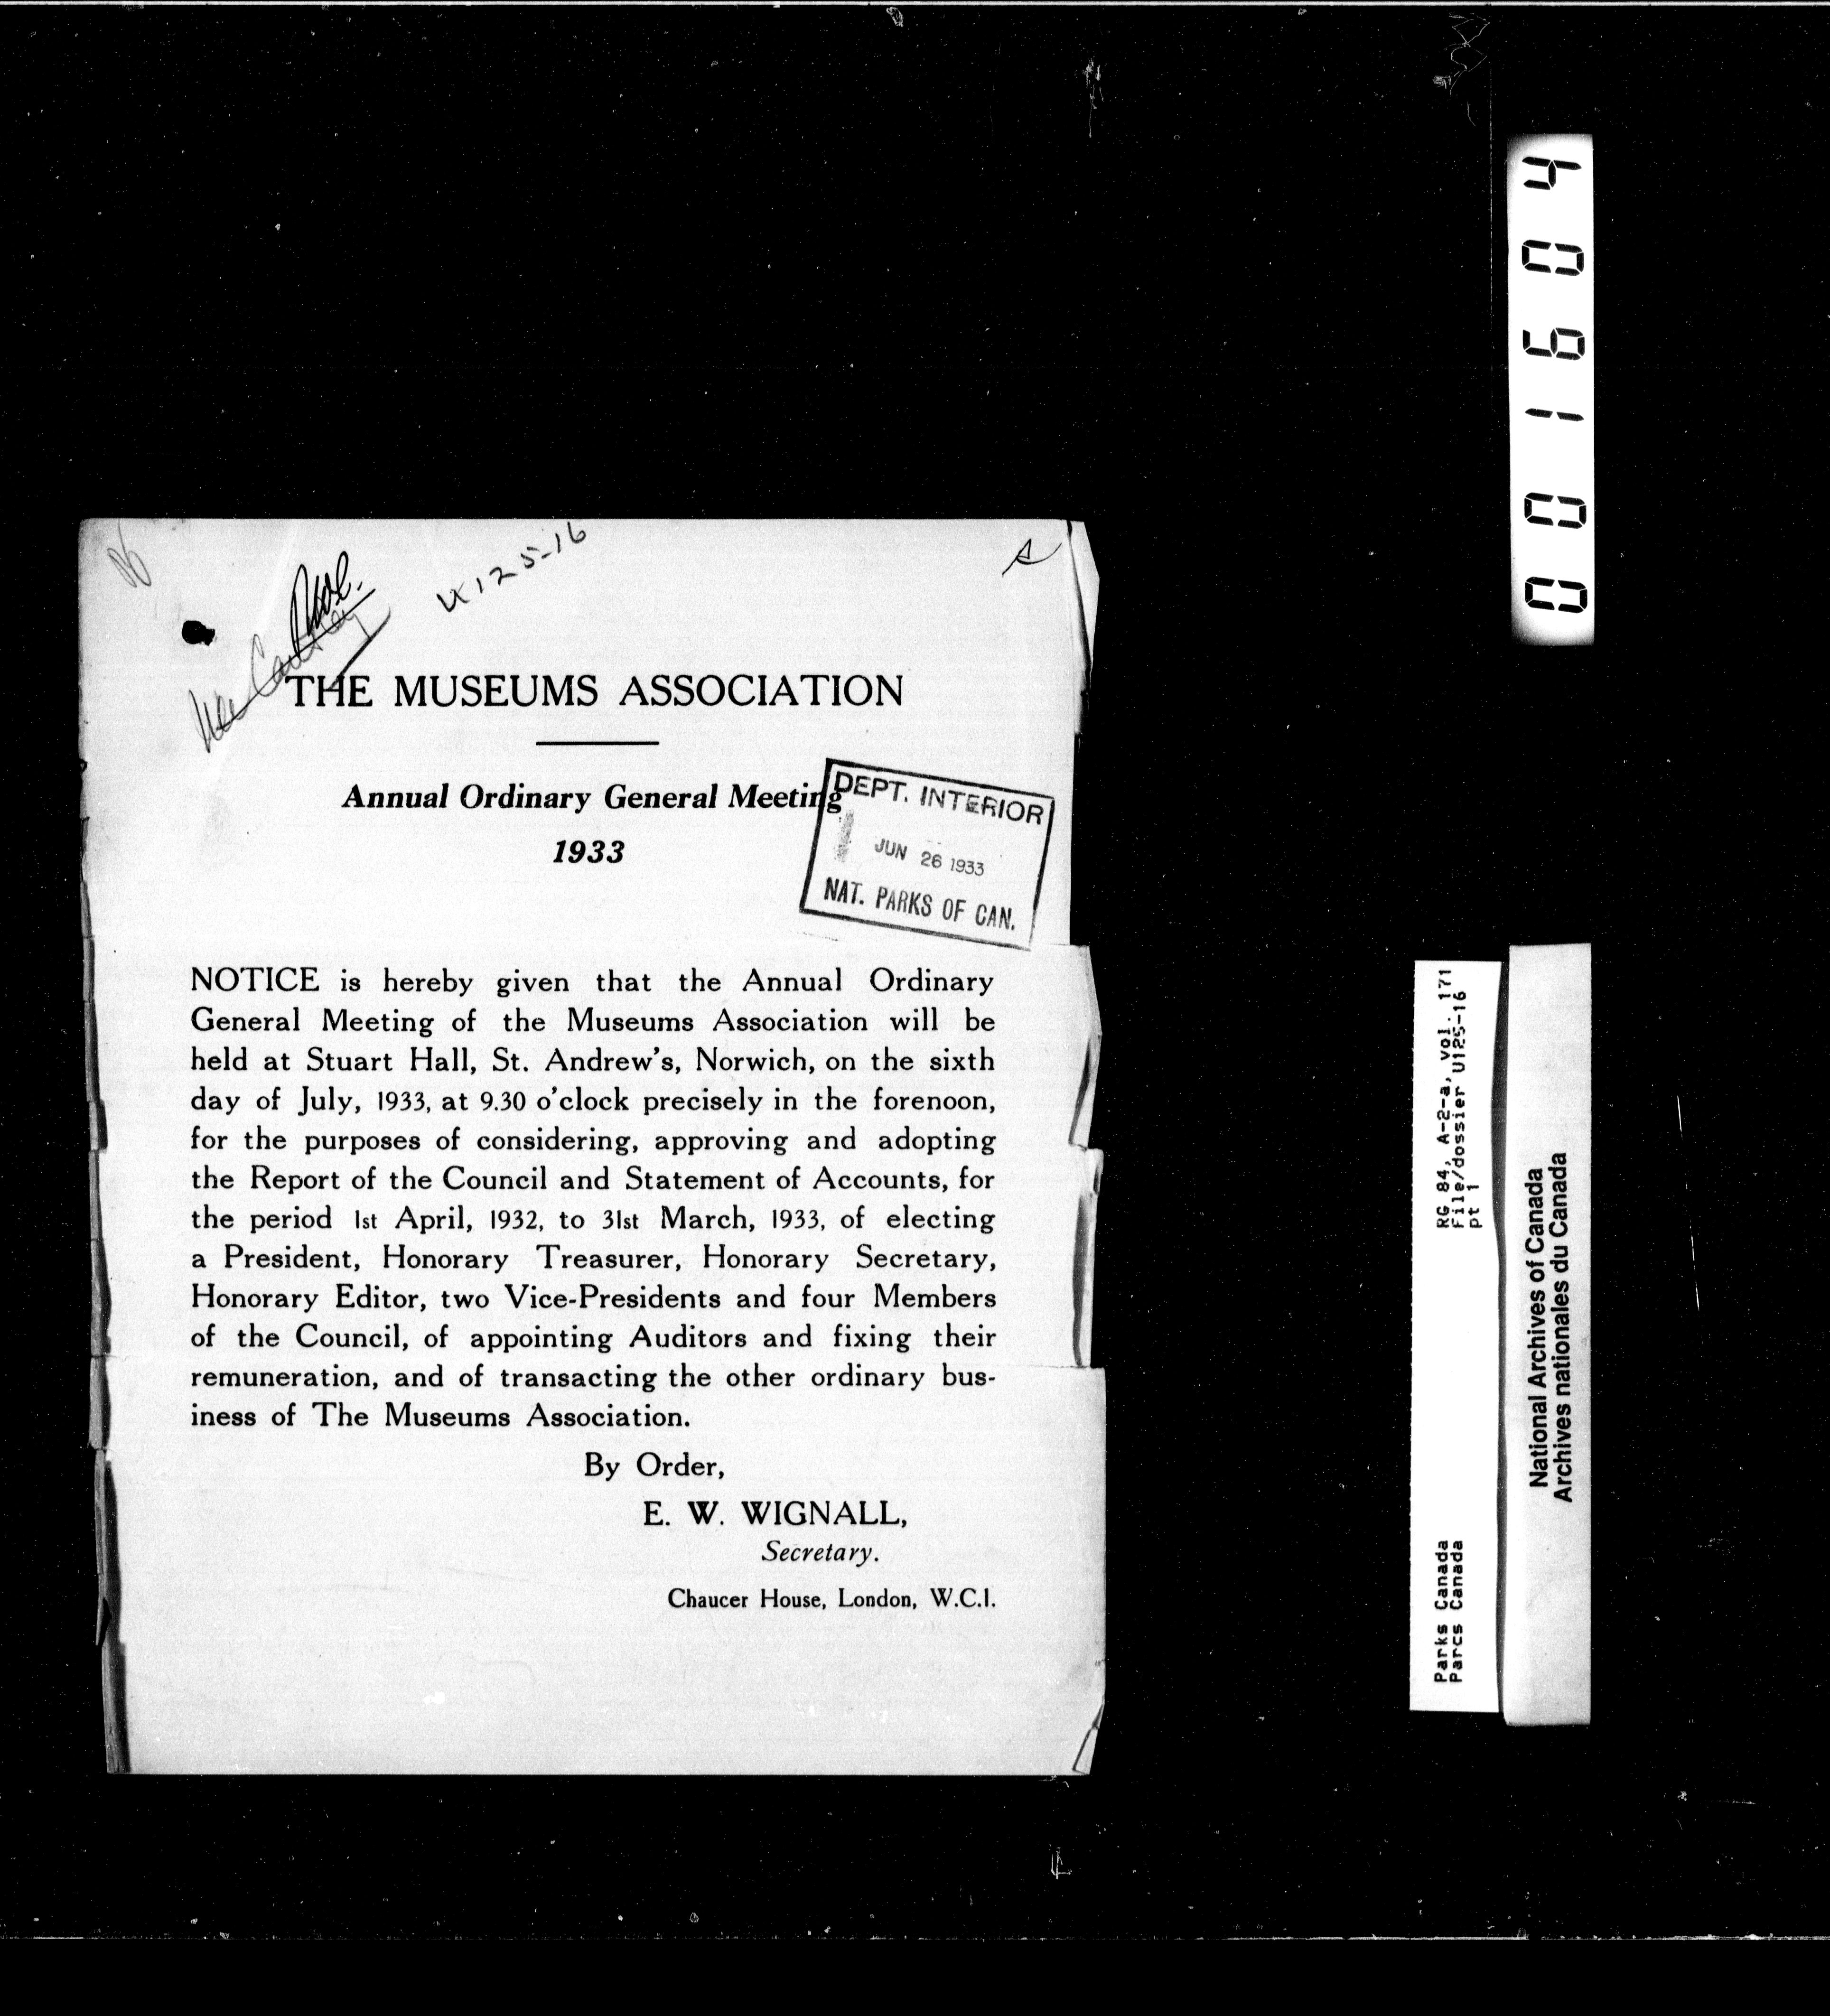 U125-16
THE MUSEUMS ASSOCIATION
Annual Ordinary General Meeting
1933
DEPT. INTERIOR
JUN 26 1933
NAT. PARKS OF CAN.
NOTICE is hereby given that the Annual Ordinary
General Meeting of the Museums Association will be
held at Stuart Hall, St. Andrew's, Norwich, on the sixth
day of July, 1933, at 9.30 o'clock precisely in the forenoon,
for the purposes of considering, approving and adopting
the Report of the Council and Statement of Accounts, for
the period 1st April, 1932, to 31st March, 1933, of electing
a President, Honorary Treasurer, Honorary Secretary,
Honorary Editor, two Vice-Presidents and four Members
of the Council, of appointing Auditors and fixing their
remuneration, and of transacting the other ordinary bus-
iness of The Museums Association.
By Order,
E. W. WIGNALL,
Secretary.
Chaucer House, London, W.C.1.
001604
Parks Canada RG 84, A-2-a, vol. 171
Parcs Canada File/dossier U125-16
pt 1
National Archives of Canada
Archives nationales du Canada